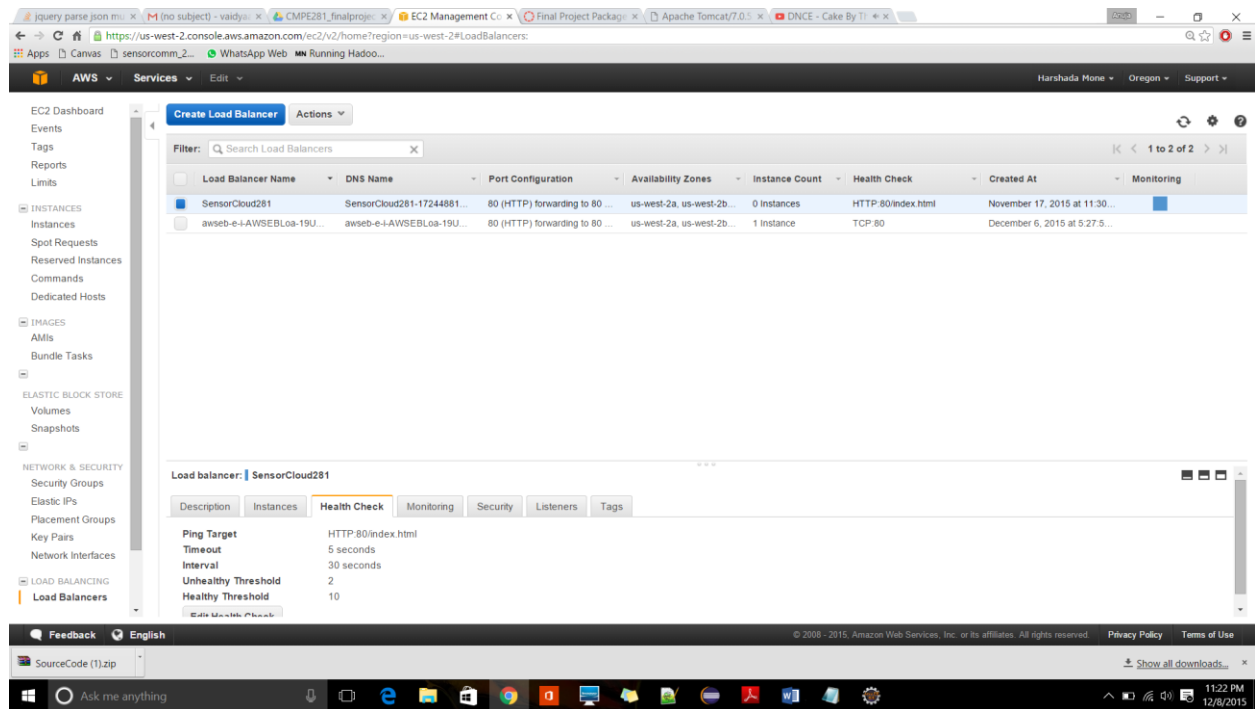 jquery parse json mu
(no subject) - vaidya
CMPE281_finalprojec
EC2 Management Co
Final Project Package
Apache Tomcat/7.0.5
DNCE - Cake By Th
https://us-west-2.console.aws.amazon.com/ec2/v2/home?region=us-west-2#LoadBalancers:
Apps Canvas sensorcomm_2... WhatsApp Web MN Running Hadoo...
AWS Services Edit Harshada Mone Oregon Support
EC2 Dashboard
Events
Tags
Reports
Limits
INSTANCES
Instances
Spot Requests
Reserved Instances
Commands
Dedicated Hosts
IMAGES
AMIs
Bundle Tasks
ELASTIC BLOCK STORE
Volumes
Snapshots
NETWORK & SECURITY
Security Groups
Elastic IPs
Placement Groups
Key Pairs
Network Interfaces
LOAD BALANCING
Load Balancers
Create Load Balancer Actions
Filter: Search Load Balancers 1 to 2 of 2
Load Balancer Name DNS Name Port Configuration Availability Zones Instance Count Health Check Created At Monitoring
SensorCloud281 SensorCloud281-17244881... 80 (HTTP) forwarding to 80 ... us-west-2a, us-west-2b... 0 Instances HTTP:80/index.html November 17, 2015 at 11:30...
awseb-e-i-AWSEBLoa-19U... awseb-e-i-AWSEBLoa-19U... 80 (HTTP) forwarding to 80 ... us-west-2a, us-west-2b... 1 Instance TCP:80 December 6, 2015 at 5:27:5...
Load balancer: SensorCloud281
Description Instances Health Check Monitoring Security Listeners Tags
Ping Target HTTP:80/index.html
Timeout 5 seconds
Interval 30 seconds
Unhealthy Threshold 2
Healthy Threshold 10
Edit Health Check
Feedback English © 2008 - 2015, Amazon Web Services, Inc. or its affiliates. All rights reserved. Privacy Policy Terms of Use
SourceCode (1).zip Show all downloads...
Ask me anything
11:22 PM
12/8/2015